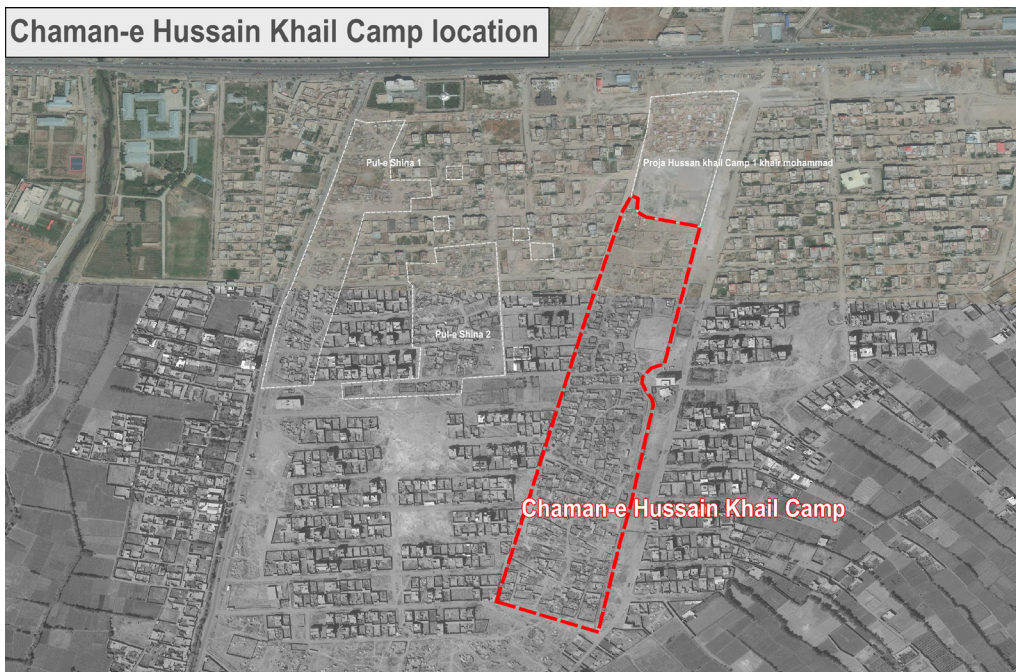 Chaman-e Hussain Khail Camp location
Pul-e Shina 1
Proja Hussan khail Camp 1 khair mohammad
Pul-e Shina 2
Chaman-e Hussain Khail Camp